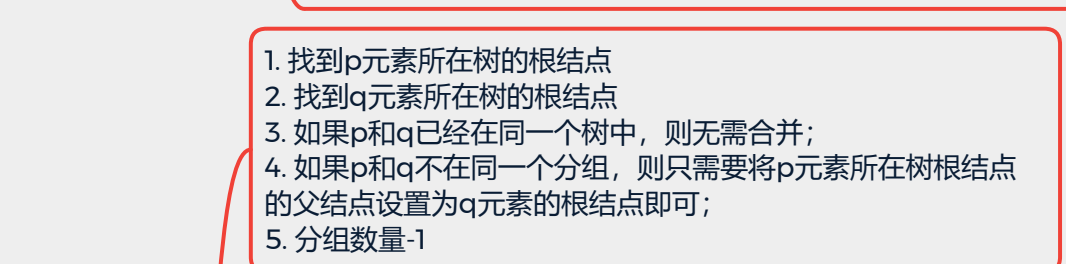 1. 找到p元素所在树的根结点
2. 找到q元素所在树的根结点
3. 如果p和q已经在同一个树中，则无需合并；
4. 如果p和q不在同一个分组，则只需要将p元素所在树根结点
的父结点设置为q元素的根结点即可；
5. 分组数量-1